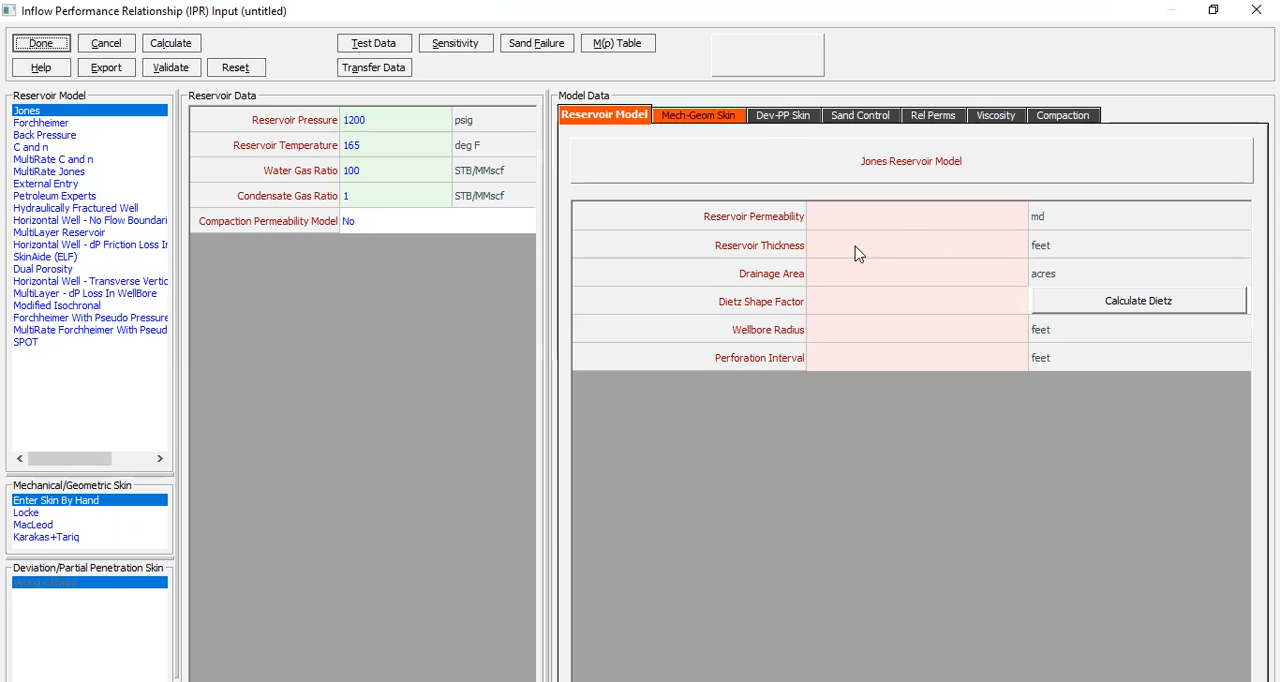 Inflow Performance Relationship (IPR) Input (untitled)
Done Cancel Calculate Test Data Sensitivity Sand Failure M(p) Table
Help Export Validate Reset Transfer Data
Reservoir Model
Jones
Forchheimer
Back Pressure
C and n
MultiRate C and n
MultiRate Jones
External Entry
Petroleum Experts
Hydraulically Fractured Well
Horizontal Well - No Flow Boundari
MultiLayer Reservoir
Horizontal Well - dP Friction Loss Ir
SkinAide (ELF)
Dual Porosity
Horizontal Well - Transverse Vertic
MultiLayer - dP Loss In WellBore
Modified Isochronal
Forchheimer With Pseudo Pressure
MultiRate Forchheimer With Pseud
SPOT
Mechanical/Geometric Skin
Enter Skin By Hand
Locke
MacLeod
Karakas+Tariq
Deviation/Partial Penetration Skin
Reservoir Data
Reservoir Pressure 1200 psig
Reservoir Temperature 165 deg F
Water Gas Ratio 100 STB/MMscf
Condensate Gas Ratio 1 STB/MMscf
Compaction Permeability Model No
Model Data
Reservoir Model Mech-Geom Skin Dev-PP Skin Sand Control Rel Perms Viscosity Compaction
Jones Reservoir Model
Reservoir Permeability md
Reservoir Thickness feet
Drainage Area acres
Dietz Shape Factor Calculate Dietz
Wellbore Radius feet
Perforation Interval feet